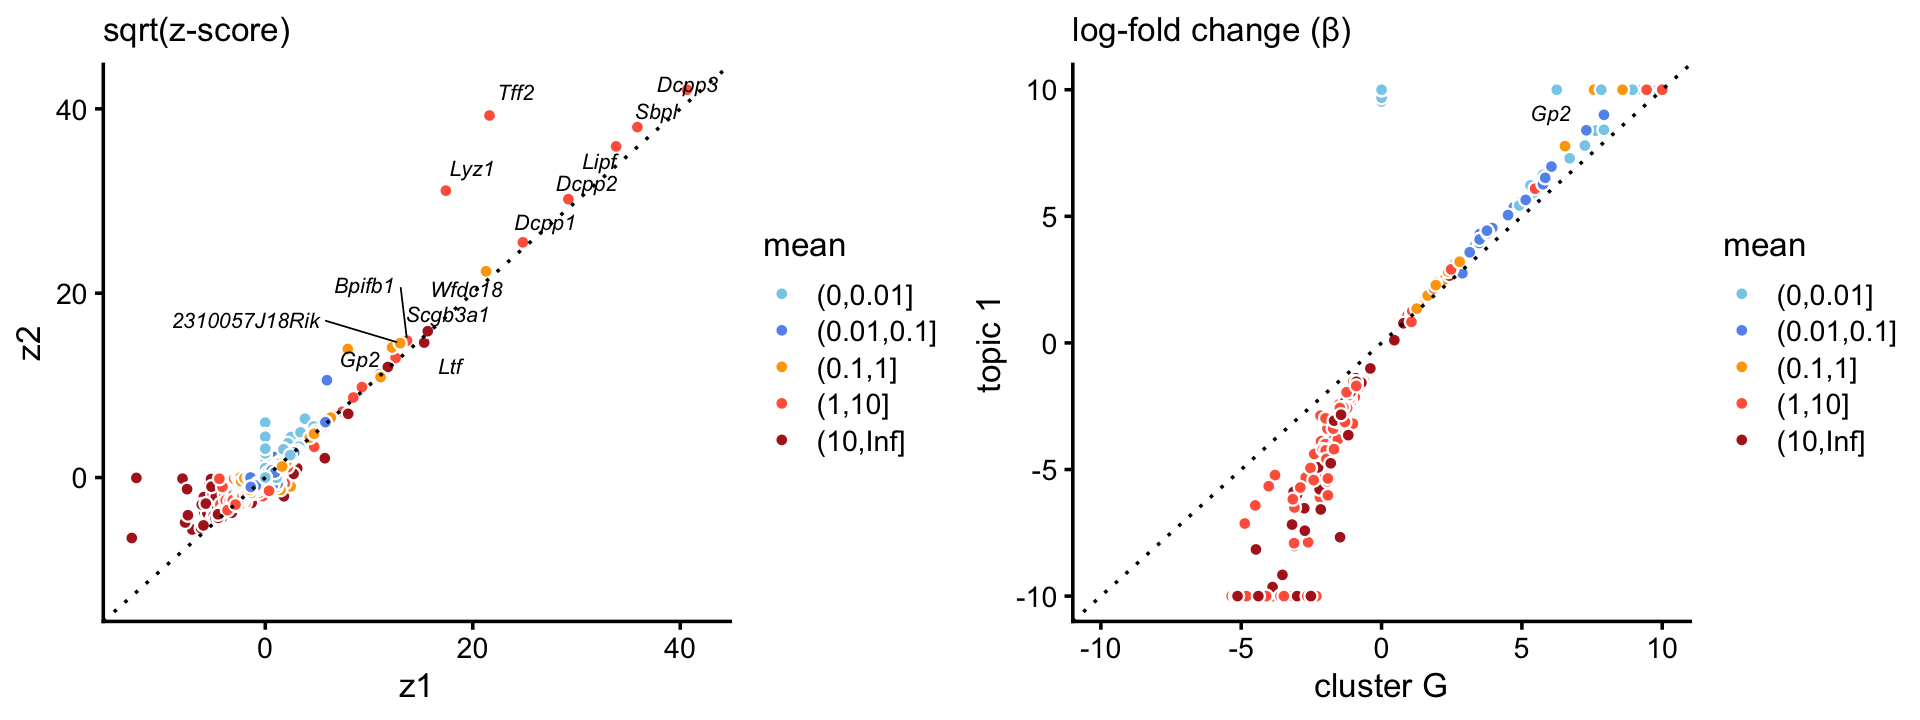 sqrt(z-score)
40
20
0
z2
0
20
40
z1
Tff2
Dcpp3
Sbpl
Lyz1
Lipf
Dcpp2
Dcpp1
Bpifb1
Wfdc18
2310057J18Rik
Scgb3a1
Gp2
Ltf
mean
(0,0.01]
(0.01,0.1]
(0.1,1]
(1,10]
(10,Inf]
log-fold change (β)
10
5
0
-5
-10
topic 1
-10
-5
0
5
10
cluster G
Gp2
mean
(0,0.01]
(0.01,0.1]
(0.1,1]
(1,10]
(10,Inf]